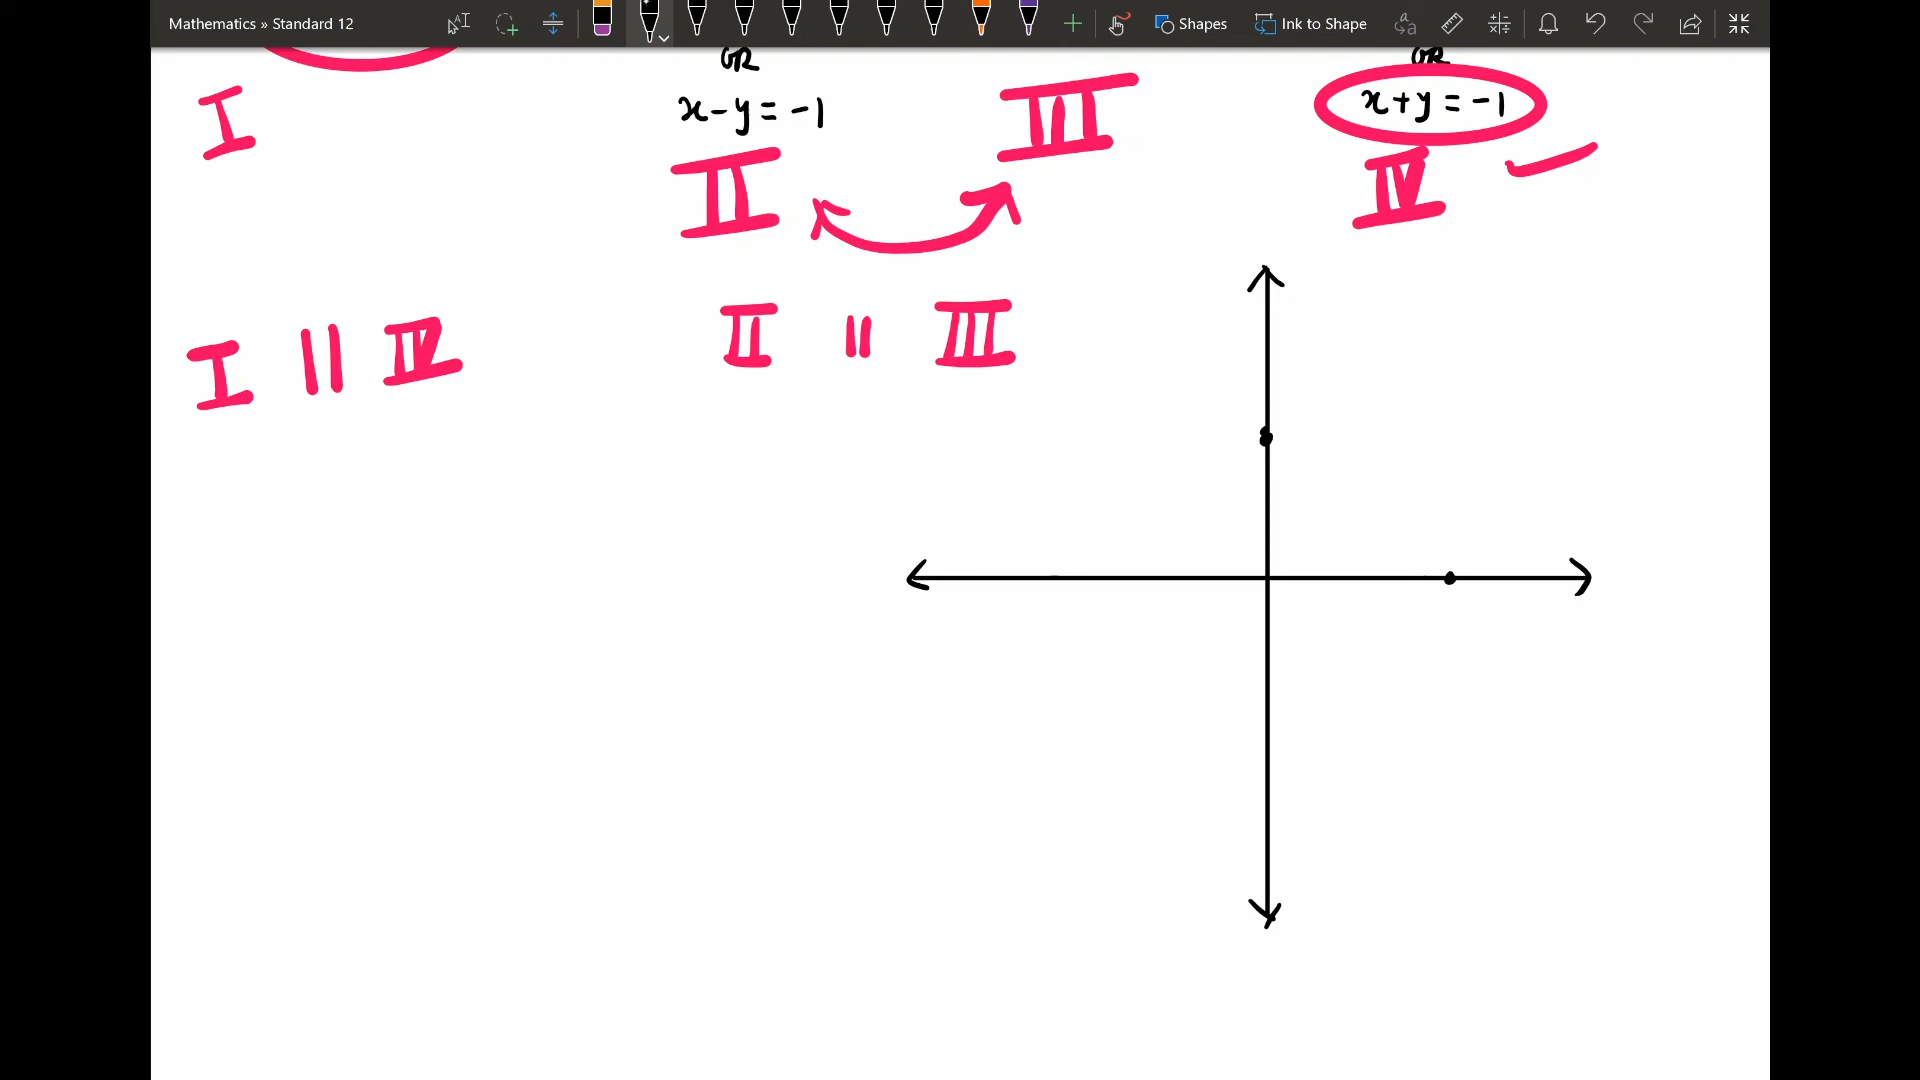 Mathematics » Standard 12
Shapes
Ink to Shape
OR
OR
x - y = -1
x + y = -1
I
II
III
IV
I || IV
II || III